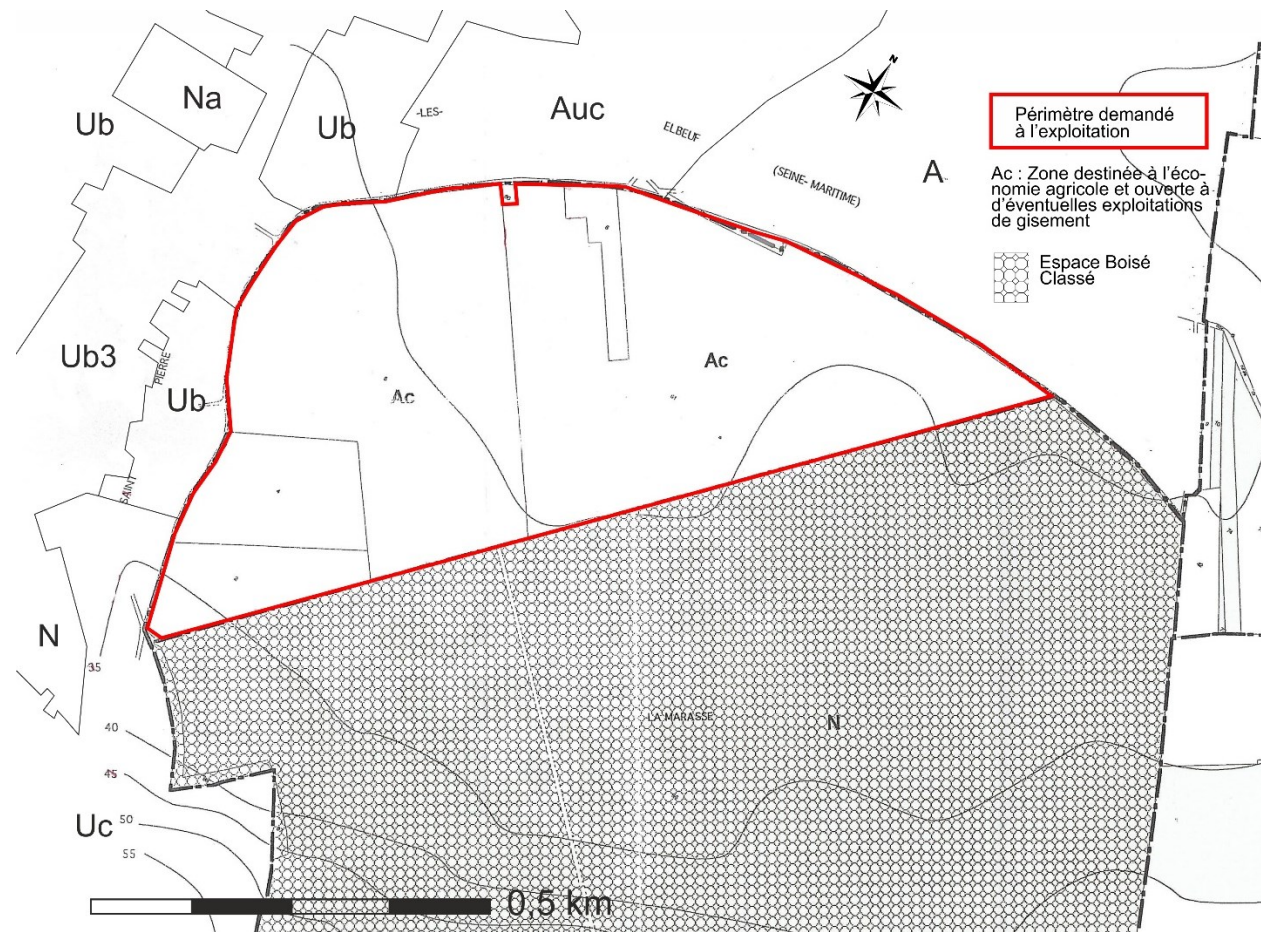 N
Na
Ub
Ub
-LES-
Auc
ELBEUF
(SEINE-MARITIME)
A
Périmètre demandé
à l'exploitation
Ac : Zone destinée à l'éco-
nomie agricole et ouverte à
d'éventuelles exploitations
de gisement
Espace Boisé
Classé
Ub3
PIERRE
Ub
Ac
Ac
SAINT
N
35
LA MARASSE
N
40
45
Uc
50
55
0,5 km